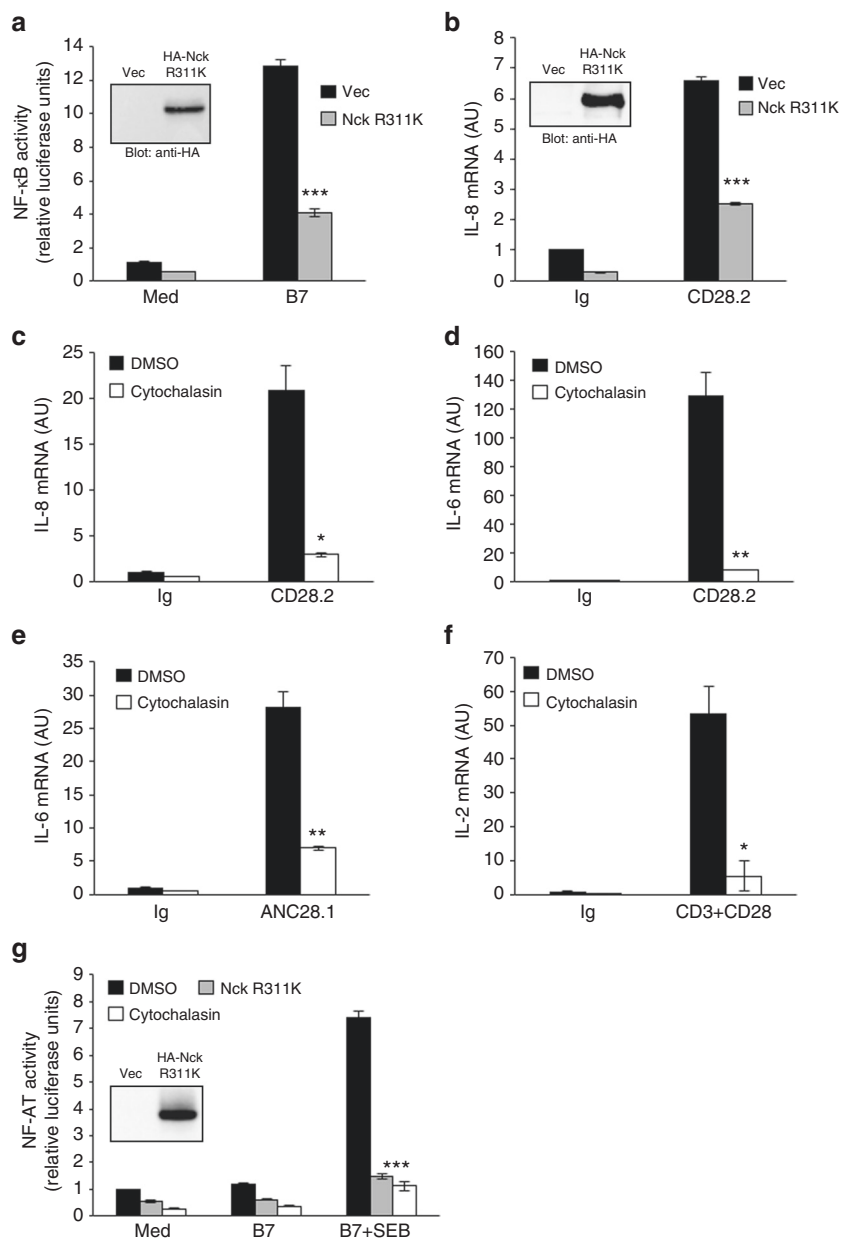 a
NF-κB activity
(relative luciferase units)
14
12
10
8
6
4
2
0
Vec
HA-Nck
R311K
Blot: anti-HA
Vec
Nck R311K
***
Med
B7
b
IL-8 mRNA (AU)
8
7
6
5
4
3
2
1
0
Vec
HA-Nck
R311K
Blot: anti-HA
Vec
Nck R311K
***
Ig
CD28.2
c
IL-8 mRNA (AU)
25
20
15
10
5
0
DMSO
Cytochalasin
*
Ig
CD28.2
d
IL-6 mRNA (AU)
160
140
120
100
80
60
40
20
0
DMSO
Cytochalasin
**
Ig
CD28.2
e
IL-6 mRNA (AU)
35
30
25
20
15
10
5
0
DMSO
Cytochalasin
**
Ig
ANC28.1
f
IL-2 mRNA (AU)
70
60
50
40
30
20
10
0
DMSO
Cytochalasin
*
Ig
CD3+CD28
g
NF-AT activity
(relative luciferase units)
9
8
7
6
5
4
3
2
1
0
DMSO
Nck R311K
Cytochalasin
Vec
HA-Nck
R311K
***
Med
B7
B7+SEB